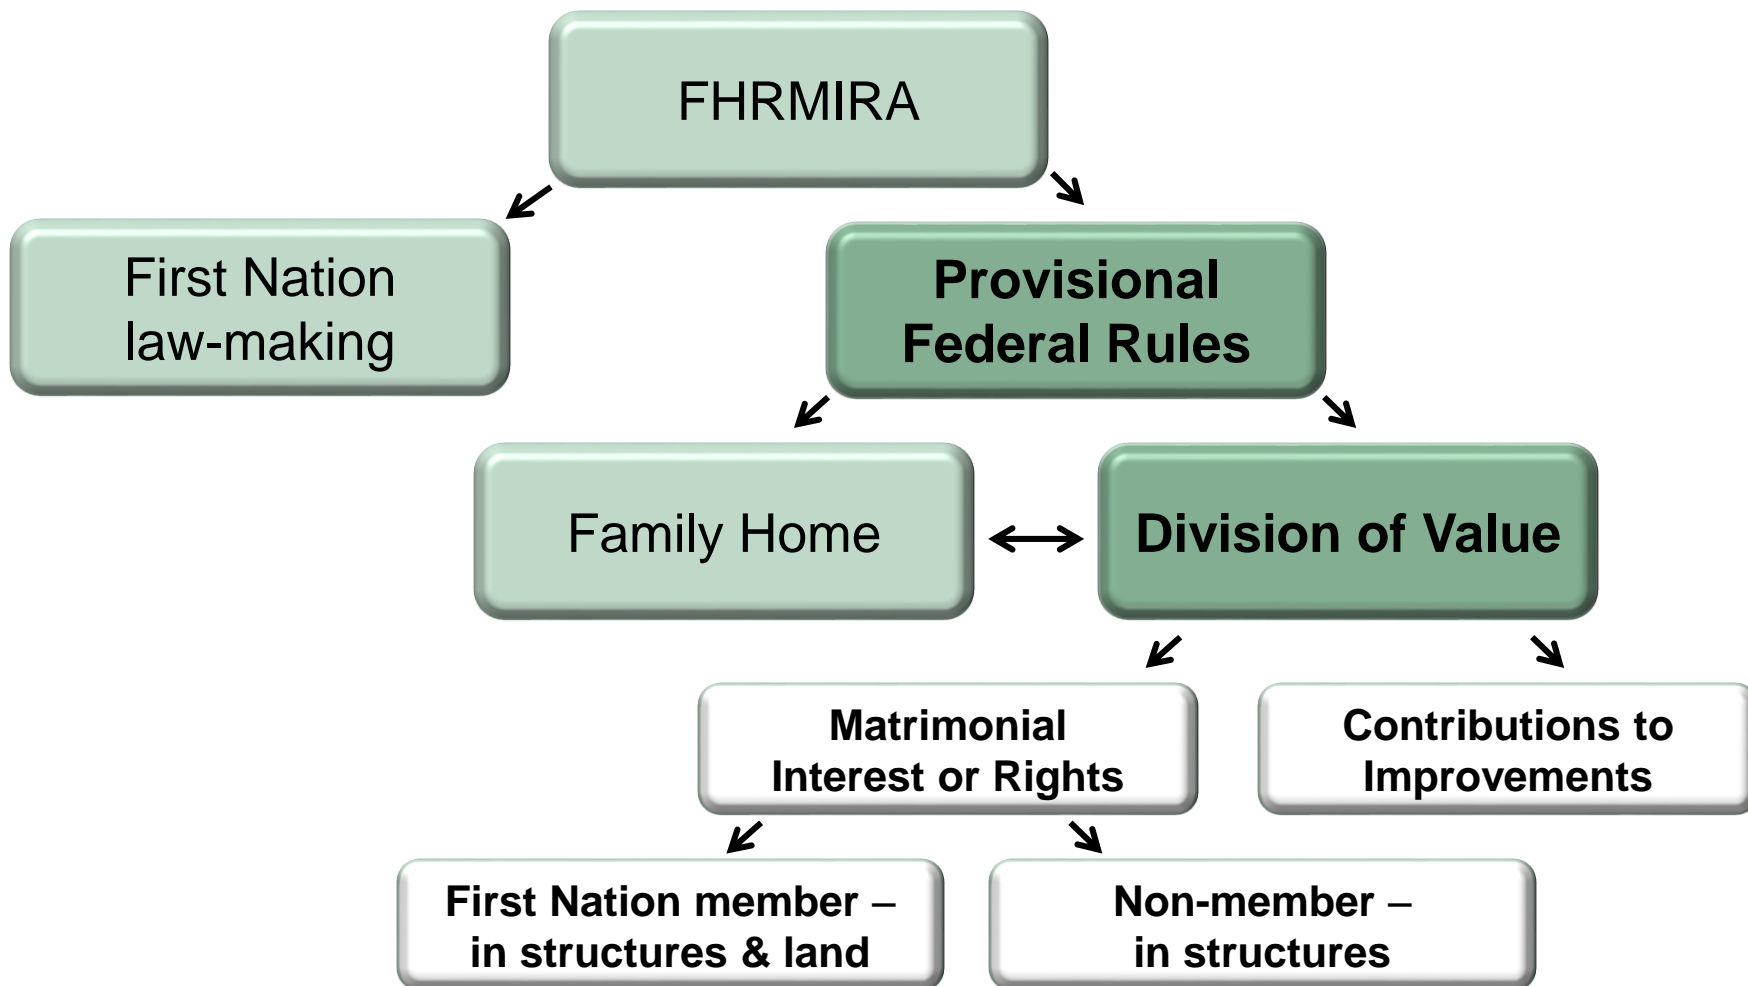 FHRMIRA
First Nation
law-making
Provisional
Federal Rules
Family Home
Division of Value
Matrimonial
Interest or Rights
Contributions to
Improvements
First Nation member –
in structures & land
Non-member –
in structures